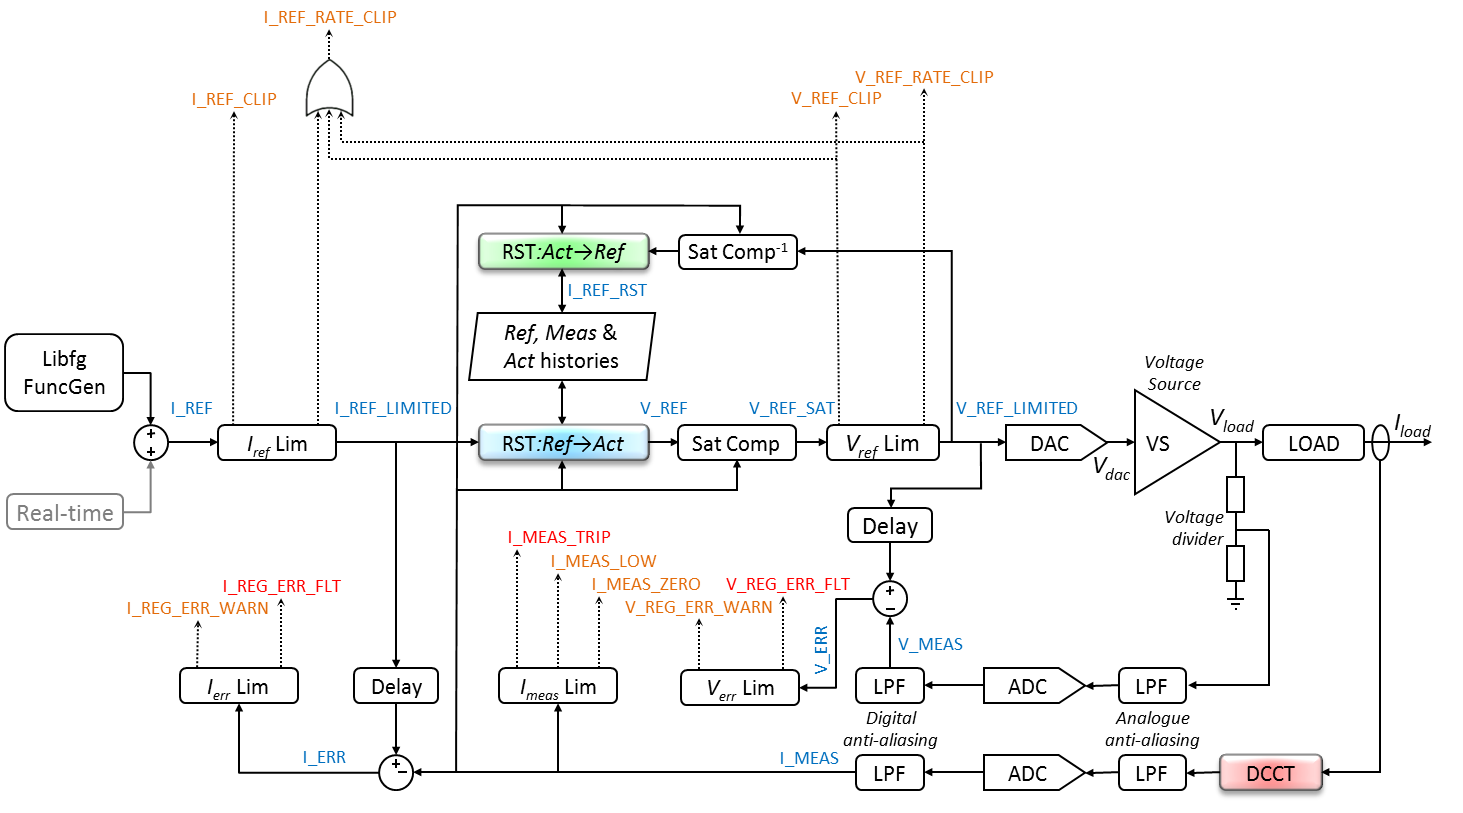 I_REF_RATE_CLIP
V_REF_RATE_CLIP
I_REF_CLIP
V_REF_CLIP
RST:Act→Ref
Sat Comp-1
I_REF_RST
Ref, Meas &
Act histories
Libfg
FuncGen
Voltage
Source
I_REF
I_REF_LIMITED
V_REF
V_REF_SAT
V_REF_LIMITED
Vload
Iload
+
+
Iref Lim
RST:Ref→Act
Sat Comp
Vref Lim
DAC
Vdac
VS
LOAD
Real-time
Delay
Voltage
divider
I_MEAS_TRIP
I_MEAS_LOW
I_MEAS_ZERO
I_REG_ERR_FLT
I_REG_ERR_WARN
V_REG_ERR_FLT
V_REG_ERR_WARN
+
−
V_ERR
V_MEAS
Ierr Lim
Delay
Imeas Lim
Verr Lim
LPF
ADC
LPF
Digital
anti-aliasing
Analogue
anti-aliasing
I_ERR
+−
I_MEAS
LPF
ADC
LPF
DCCT